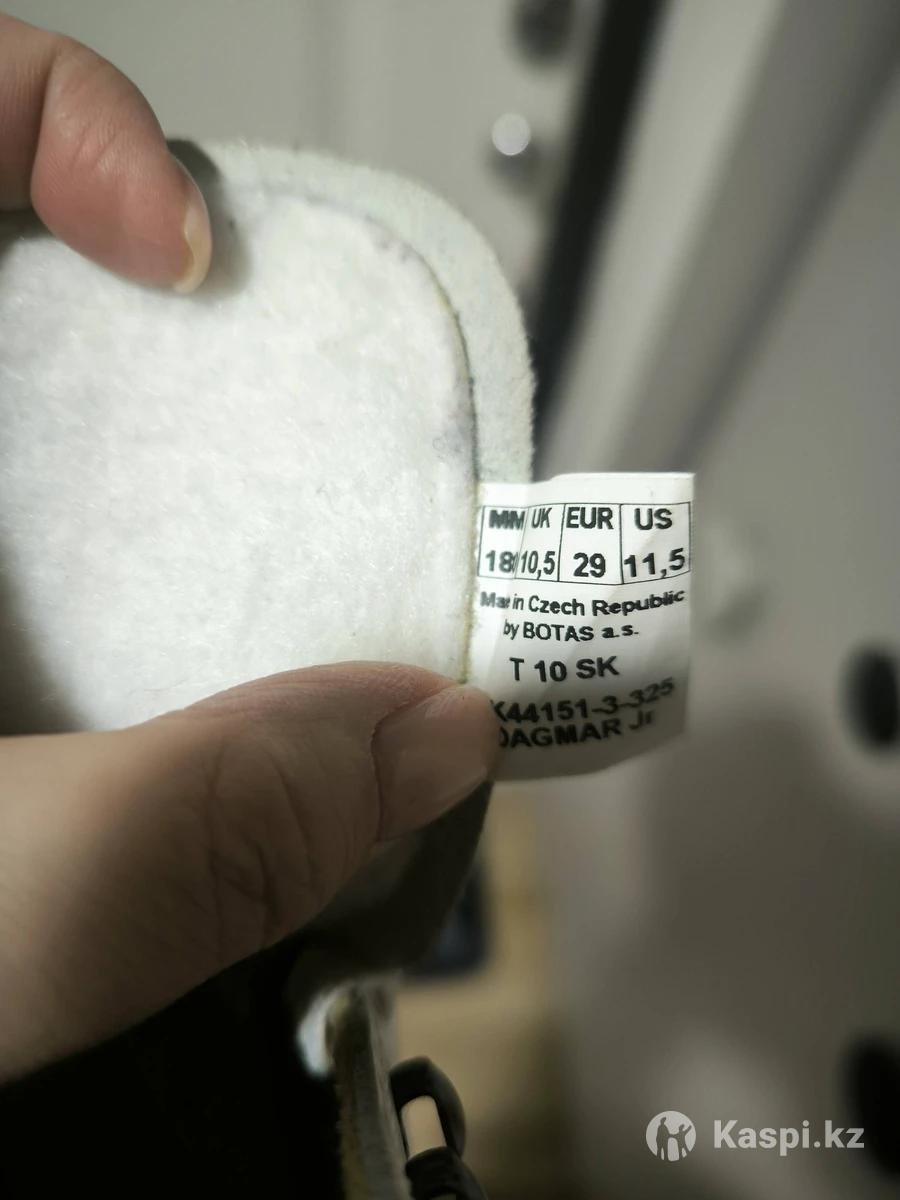 MM UK EUR US
10,5 29 11,5
in Czech Republic
by BOTAS a.s.
T 10 SK
K44151-3-325
DAGMAR Jr
Kaspi.kz